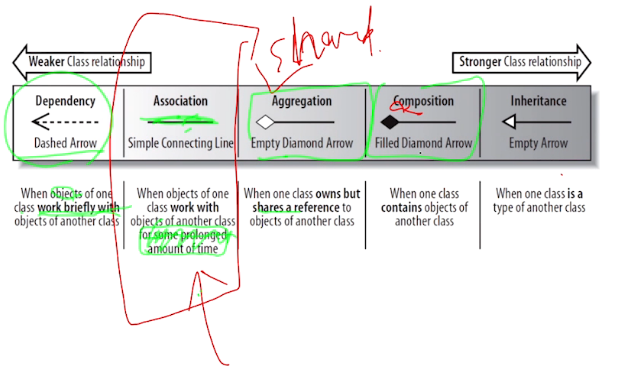 shared.
Weaker Class relationship
Stronger Class relationship
Dependency
Dashed Arrow
Association
Simple Connecting Line
Aggregation
Empty Diamond Arrow
Composition
Filled Diamond Arrow
Inheritance
Empty Arrow
When objects of one
class work briefly with
objects of another class
When objects of one
class work with
objects of another class
for some prolonged
amount of time
When one class owns but
shares a reference to
objects of another class
When one class
contains objects of
another class
When one class is a
type of another class